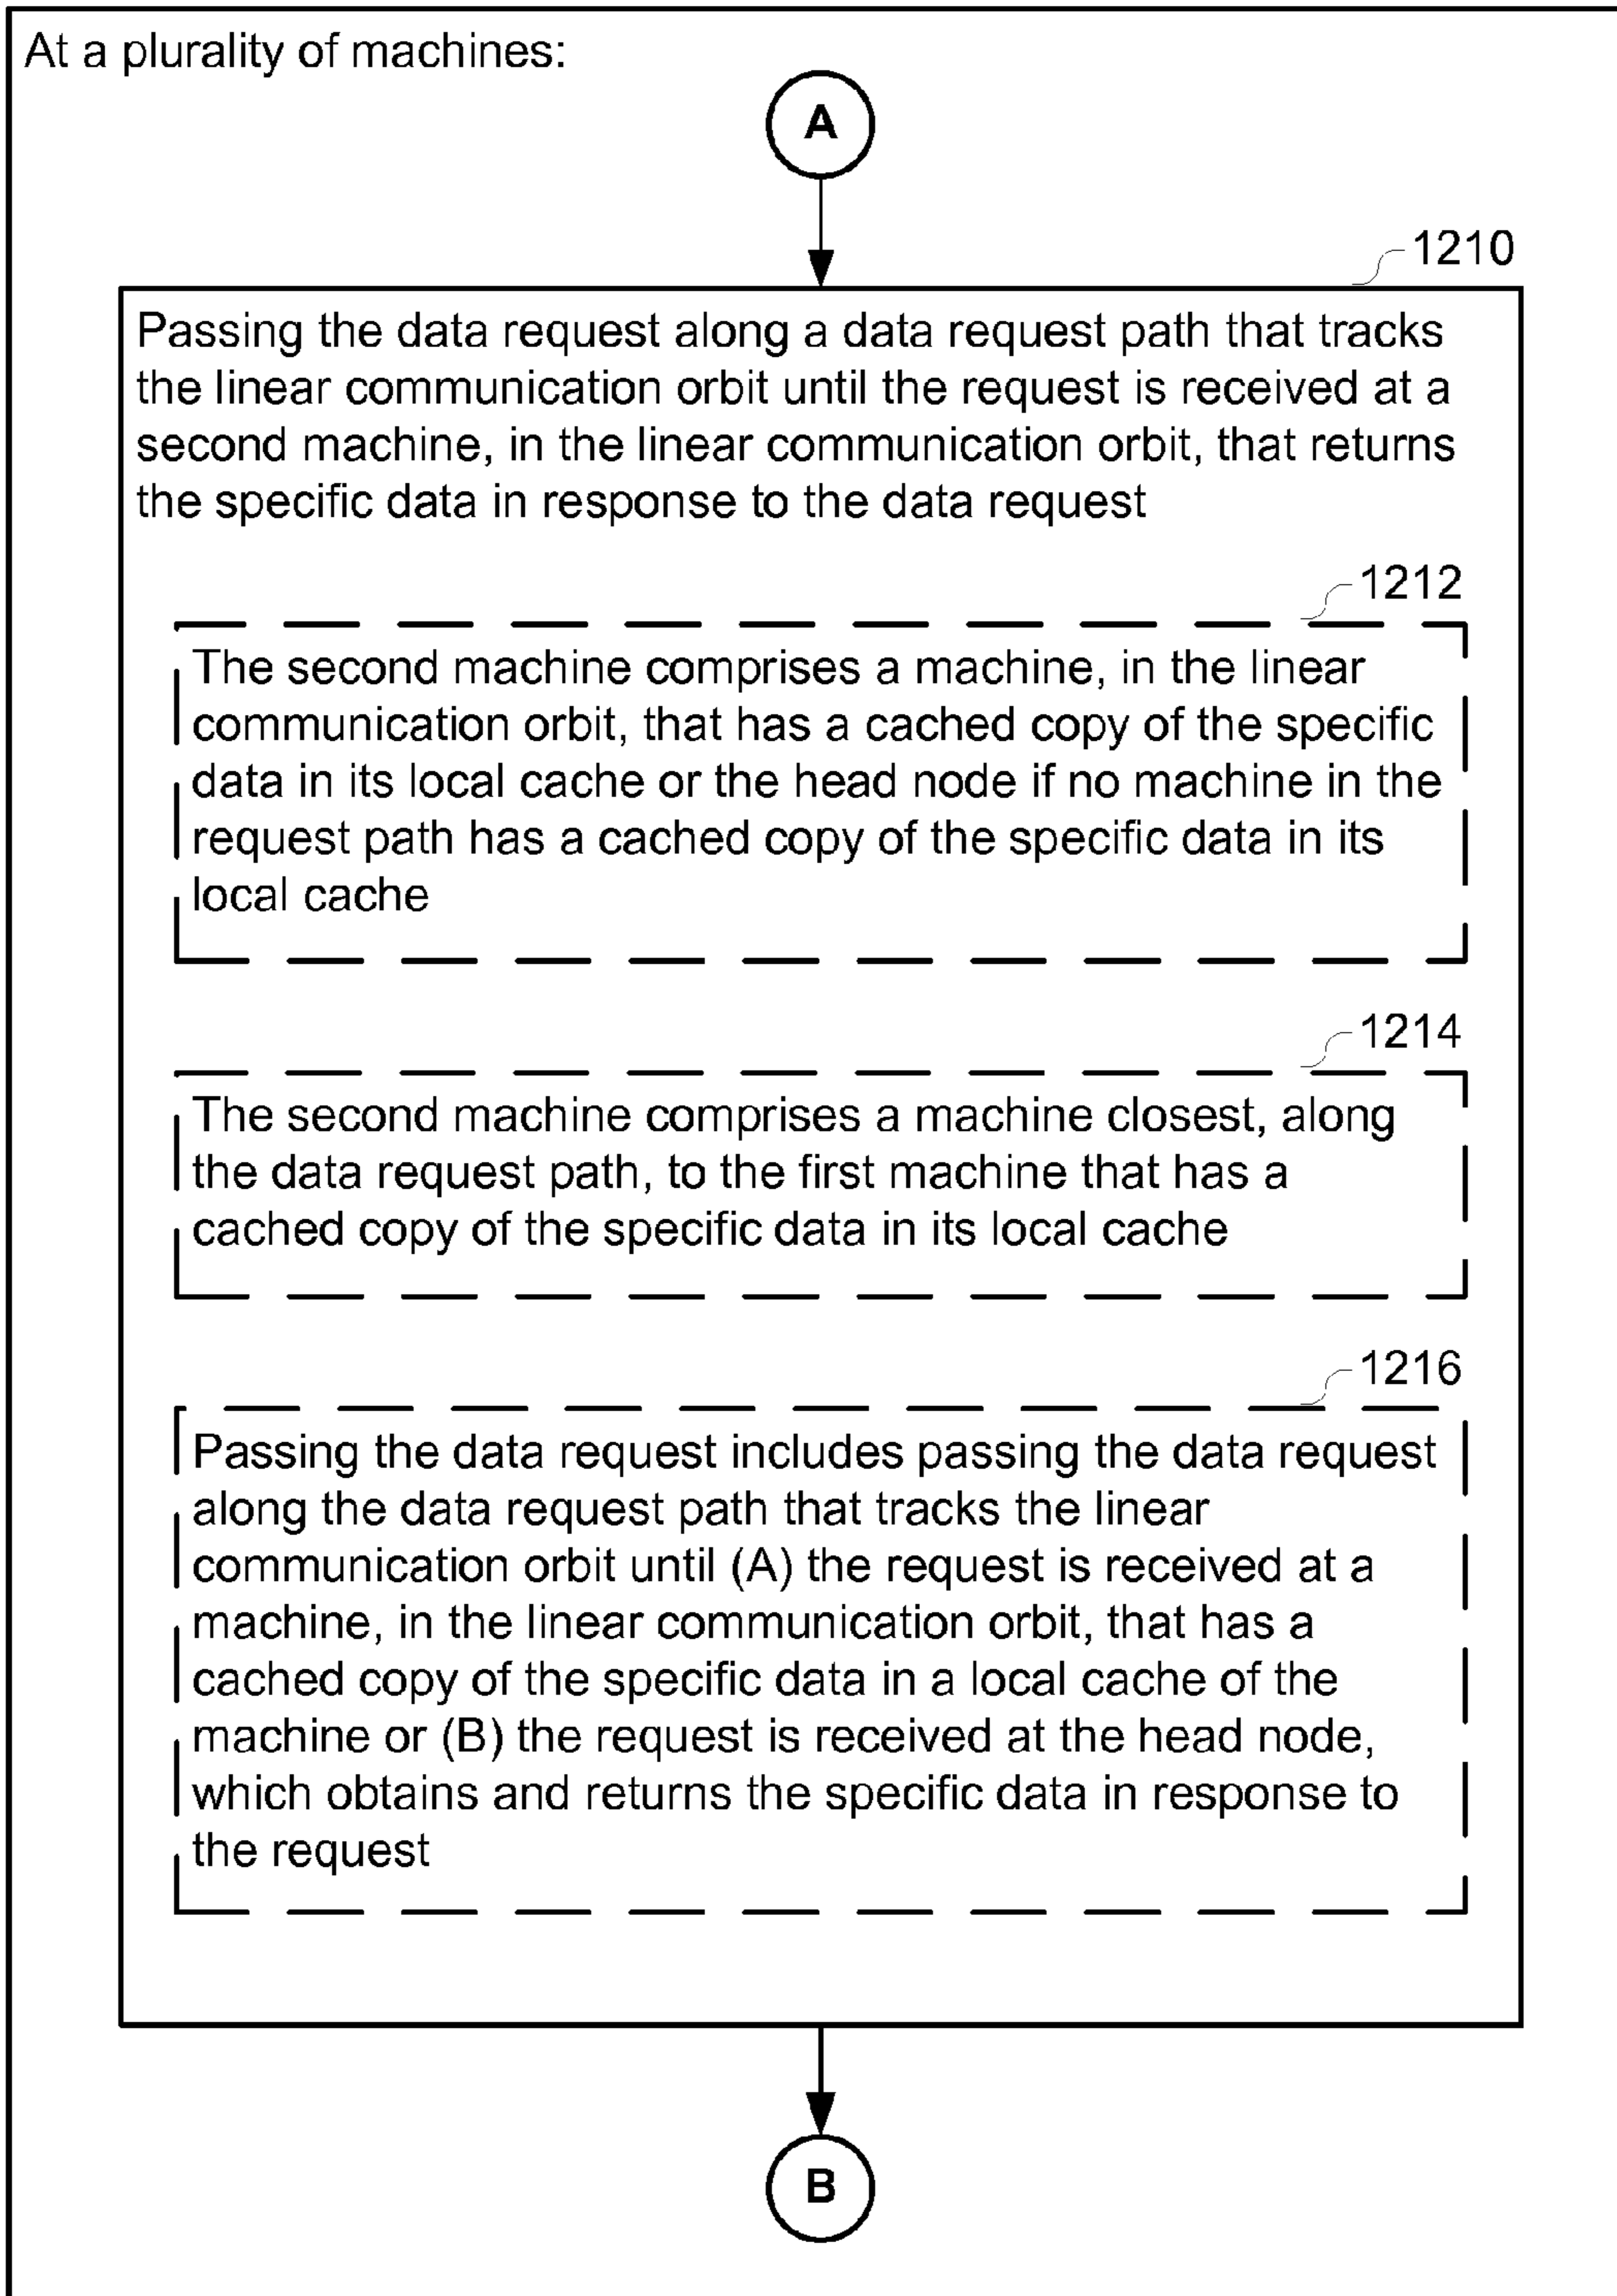 At a plurality of machines:
A
1210
Passing the data request along a data request path that tracks
the linear communication orbit until the request is received at a
second machine, in the linear communication orbit, that returns
the specific data in response to the data request
1212
The second machine comprises a machine, in the linear
communication orbit, that has a cached copy of the specific
data in its local cache or the head node if no machine in the
request path has a cached copy of the specific data in its
local cache
1214
The second machine comprises a machine closest, along
the data request path, to the first machine that has a
cached copy of the specific data in its local cache
1216
Passing the data request includes passing the data request
along the data request path that tracks the linear
communication orbit until (A) the request is received at a
machine, in the linear communication orbit, that has a
cached copy of the specific data in a local cache of the
machine or (B) the request is received at the head node,
which obtains and returns the specific data in response to
the request
B